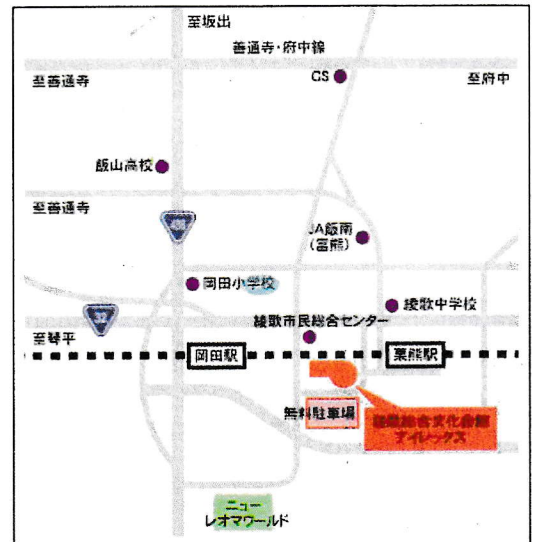 至坂出
善通寺・府中線
至善通寺
CS
至府中
飯山高校
至善通寺
438
JA飯南
(富熊)
岡田小学校
綾歌中学校
32
綾歌市民総合センター
至琴平
岡田駅
栗熊駅
無料駐車場
綾歌総合文化会館
アイレックス
ニュー
レオマワールド